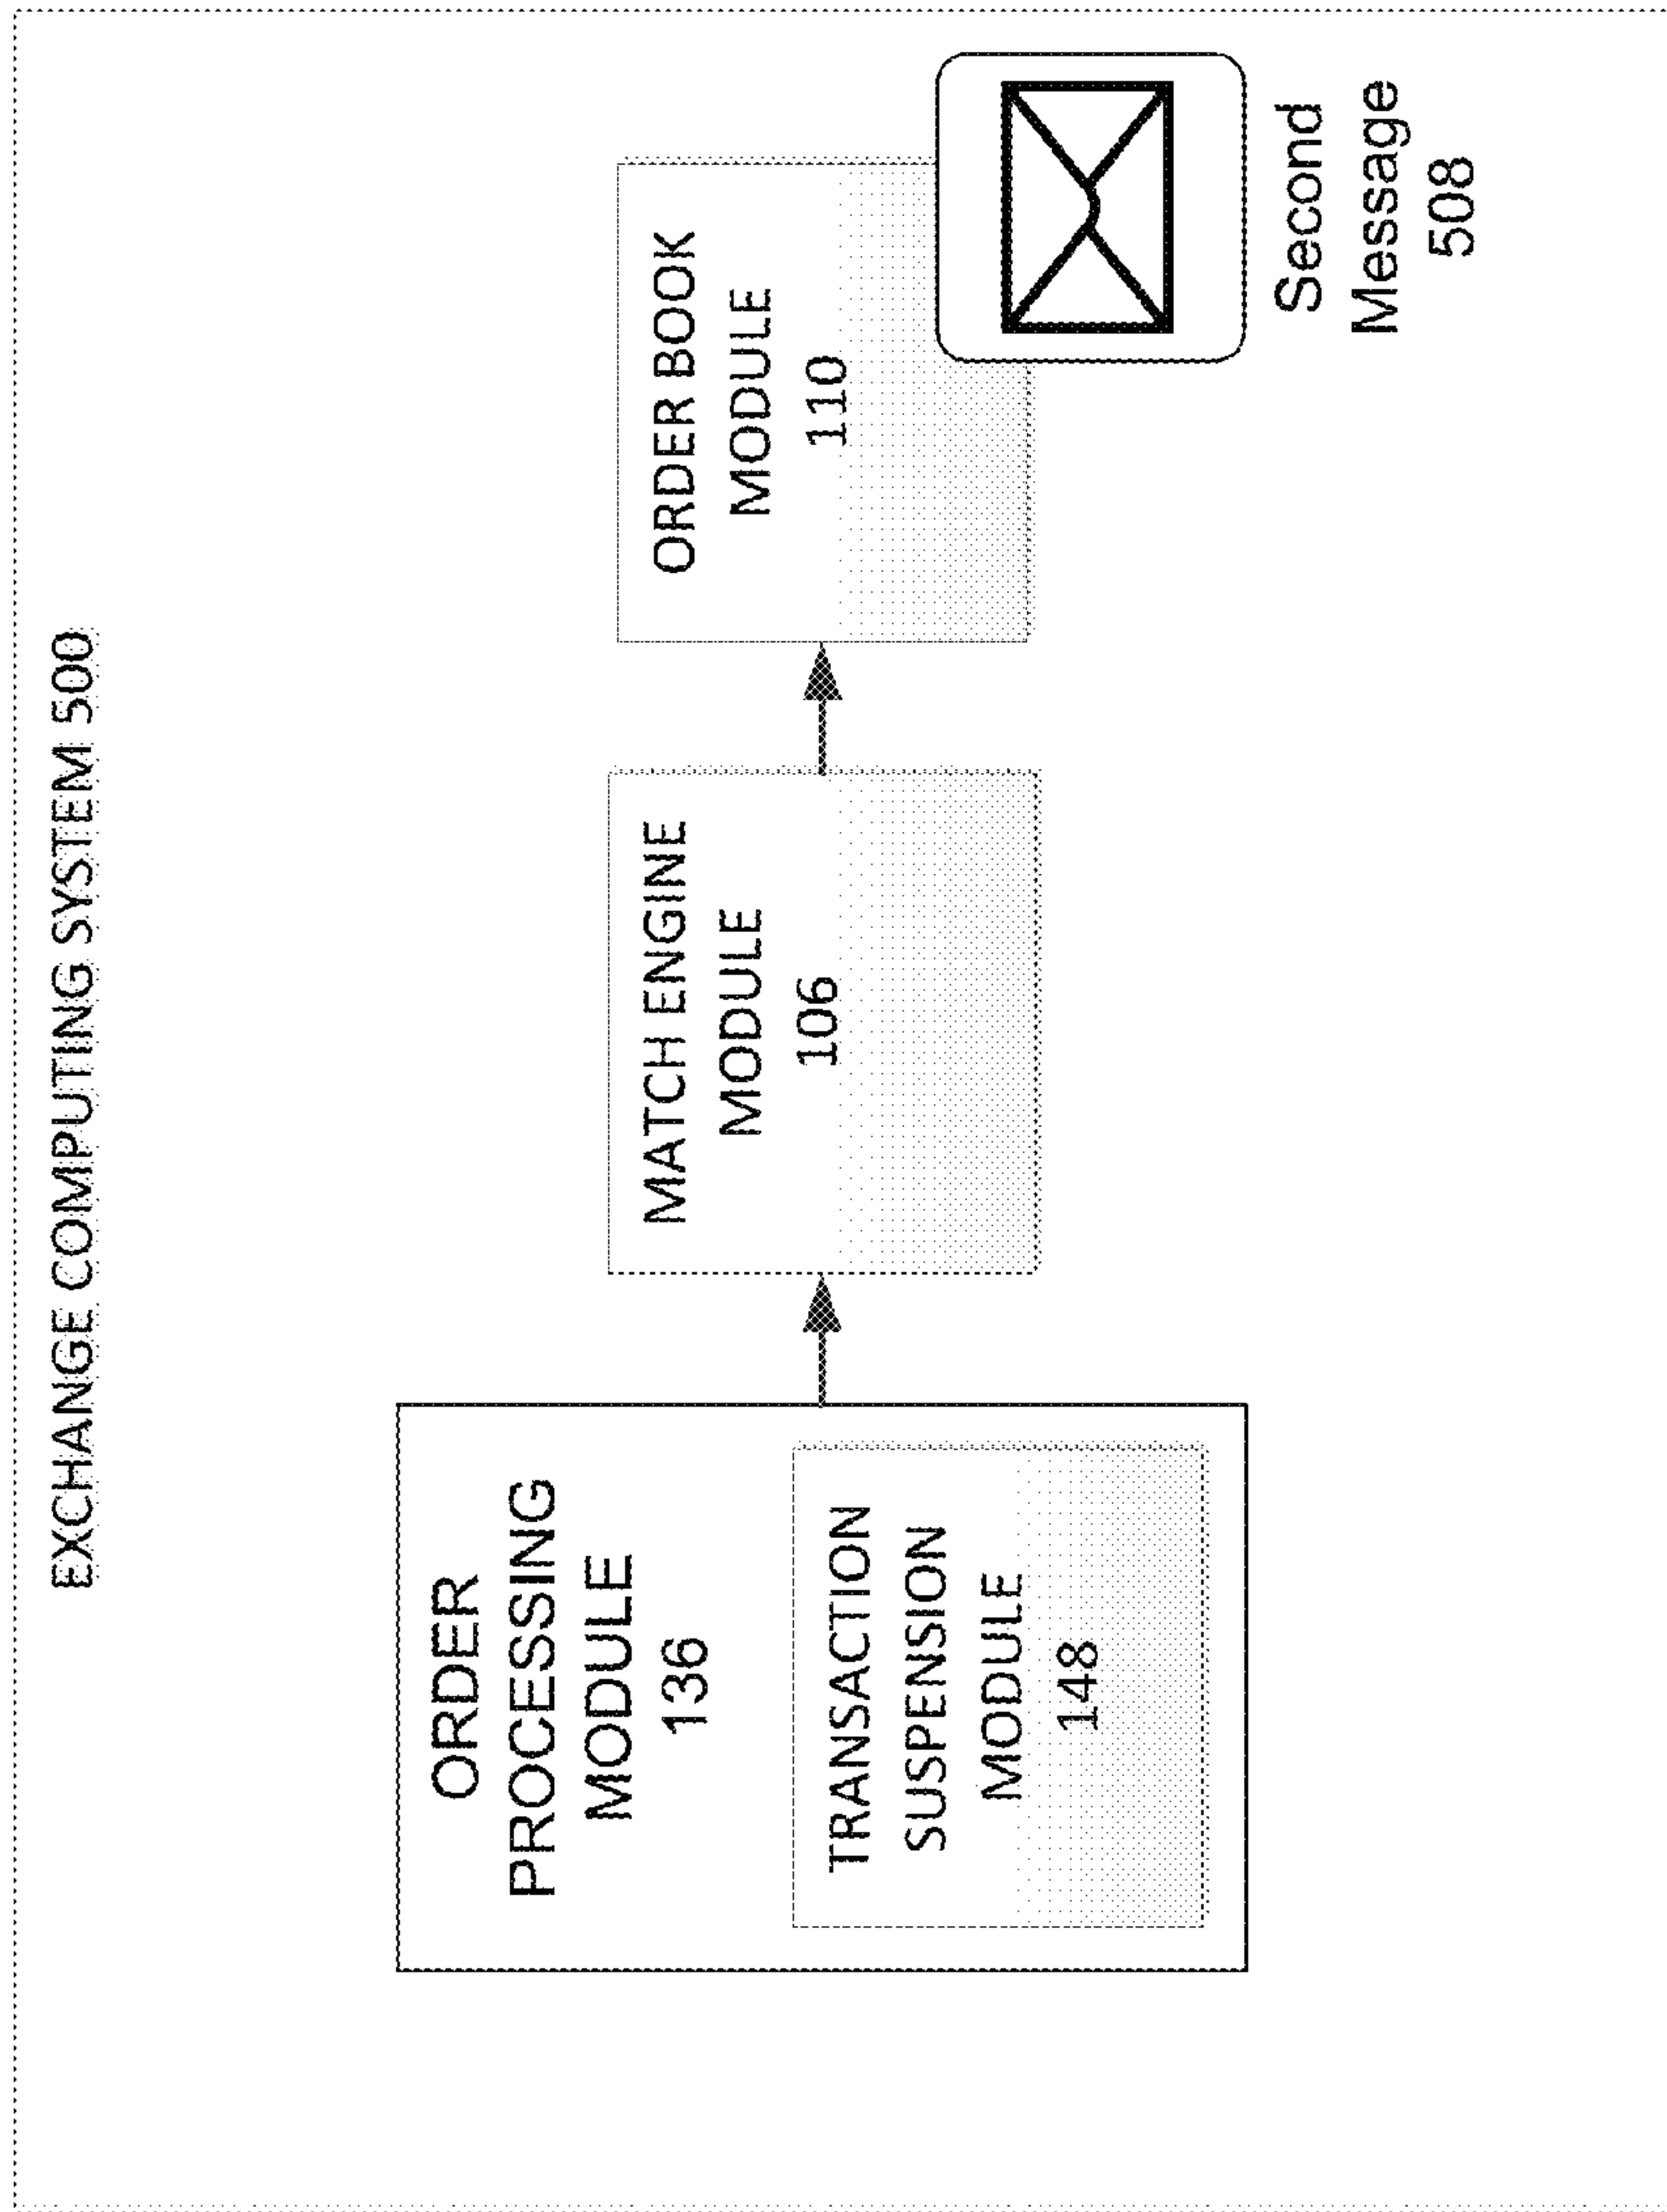 EXCHANGE COMPUTING SYSTEM 500
ORDER
PROCESSING
MODULE
136
TRANSACTION
SUSPENSION
MODULE
148
MATCH ENGINE
MODULE
106
ORDER BOOK
MODULE
110
Second
Message
508